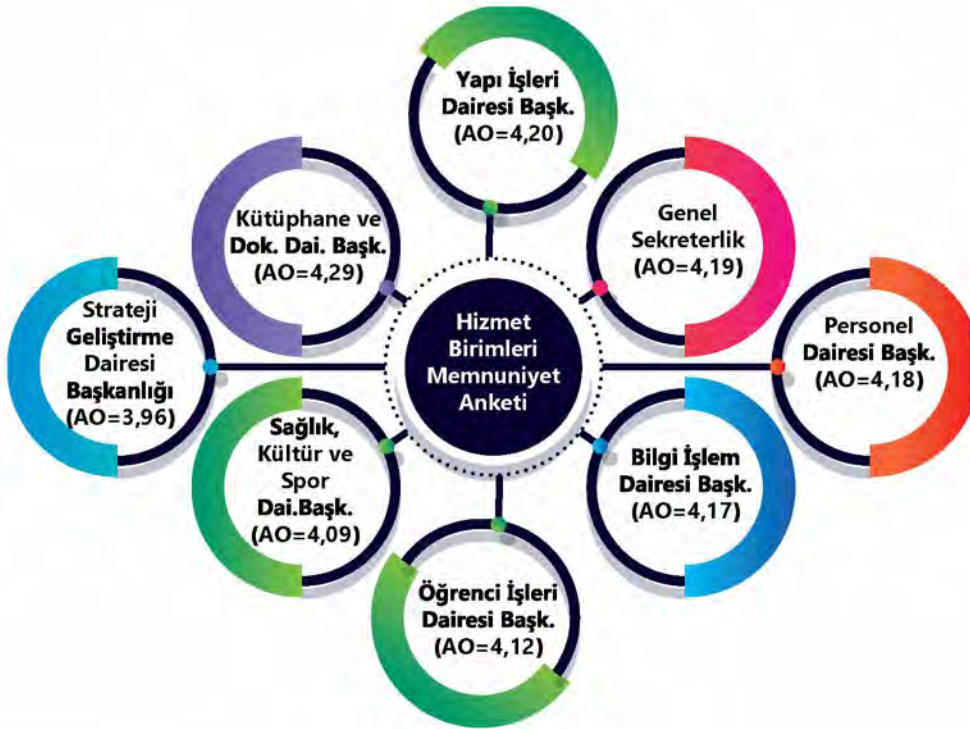 Yapı İşleri
Dairesi Başk.
(AO=4,20)
Kütüphane ve
Dok. Dai. Başk.
(AO=4,29)
Genel
Sekreterlik
(AO=4,19)
Strateji
Geliştirme
Dairesi
Başkanlığı
(AO=3,96)
Hizmet
Birimleri
Memnuniyet
Anketi
Personel
Dairesi Başk.
(AO=4,18)
Sağlık,
Kültür ve
Spor
Dai.Başk.
(AO=4,09)
Bilgi İşlem
Dairesi Başk.
(AO=4,17)
Öğrenci İşleri
Dairesi Başk.
(AO=4,12)